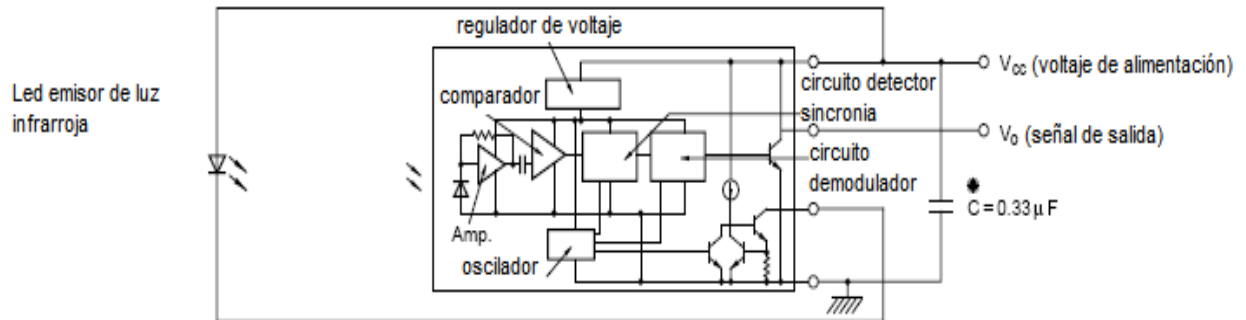 regulador de voltaje
Led emisor de luz
infrarroja
comparador
circuito detector
sincronia
V_CC (voltaje de alimentación)
V_0 (señal de salida)
circuito
demodulador
C = 0.33 µ F
Amp.
oscilador